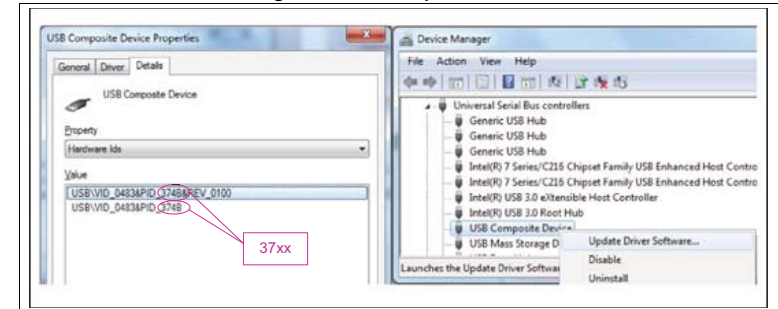 USB Composite Device Properties
General Driver Details
USB Composite Device
Property
Hardware Ids
Value
USB\VID_0483&PID_374B&REV_0100
USB\VID_0483&PID_374B
37xx
Device Manager
File Action View Help
Universal Serial Bus controllers
Generic USB Hub
Generic USB Hub
Generic USB Hub
Intel(R) 7 Series/C216 Chipset Family USB Enhanced Host Contro
Intel(R) 7 Series/C216 Chipset Family USB Enhanced Host Contro
Intel(R) USB 3.0 eXtensible Host Controller
Intel(R) USB 3.0 Root Hub
USB Composite Device
USB Mass Storage D
Update Driver Software...
Disable
Uninstall
Launches the Update Driver Softwar